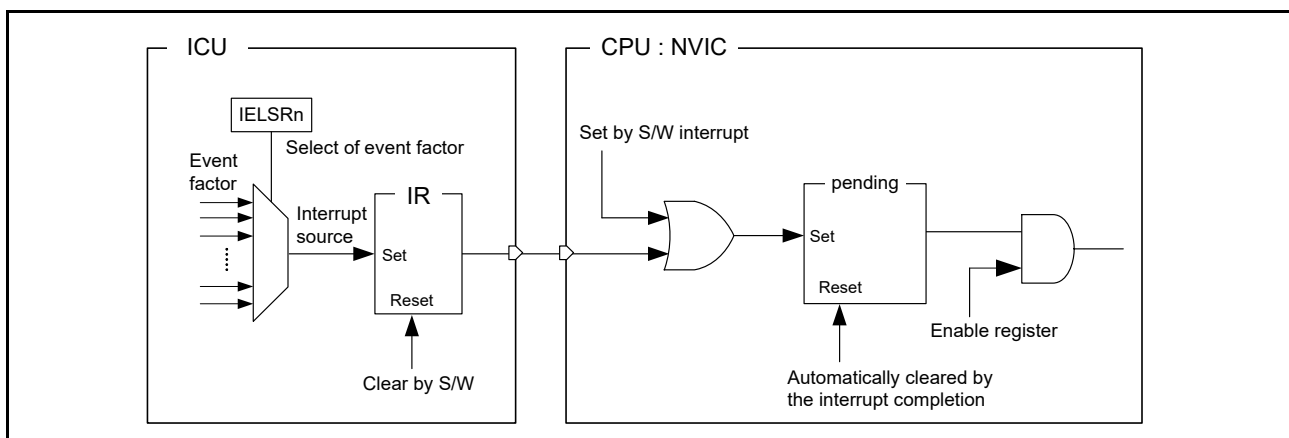 ICU
CPU : NVIC
IELSRn
Select of event factor
Event
factor
Interrupt
source
IR
Set
Reset
Clear by S/W
Set by S/W interrupt
pending
Set
Reset
Enable register
Automatically cleared by
the interrupt completion